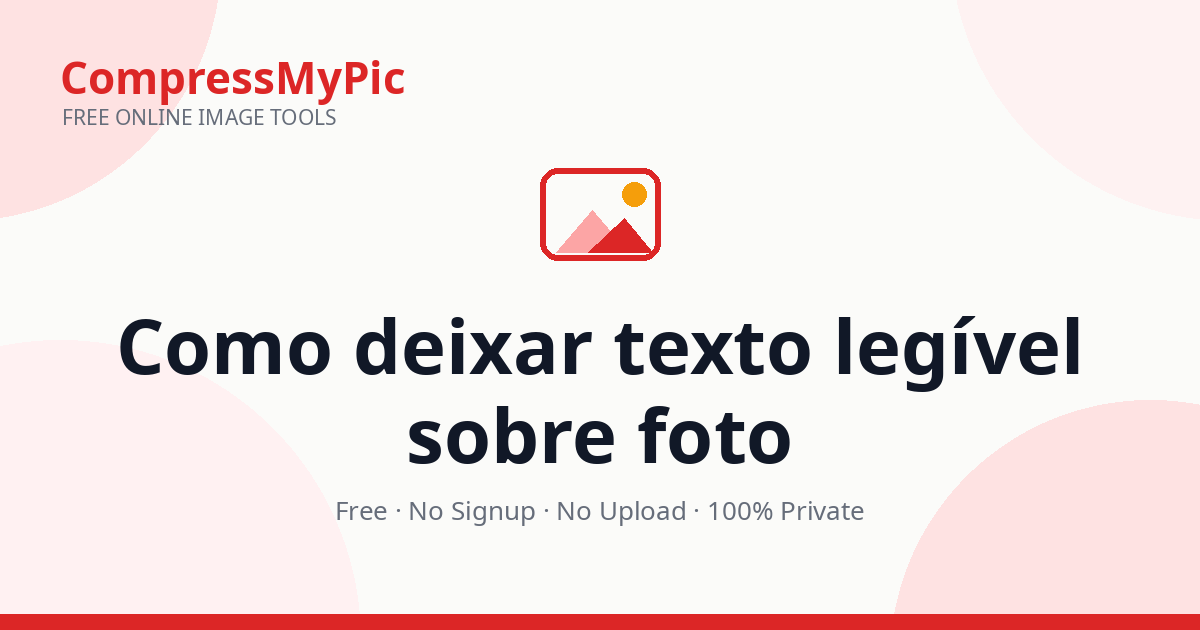 CompressMyPic
FREE ONLINE IMAGE TOOLS
Como deixar texto legível
sobre foto
Free · No Signup · No Upload · 100% Private